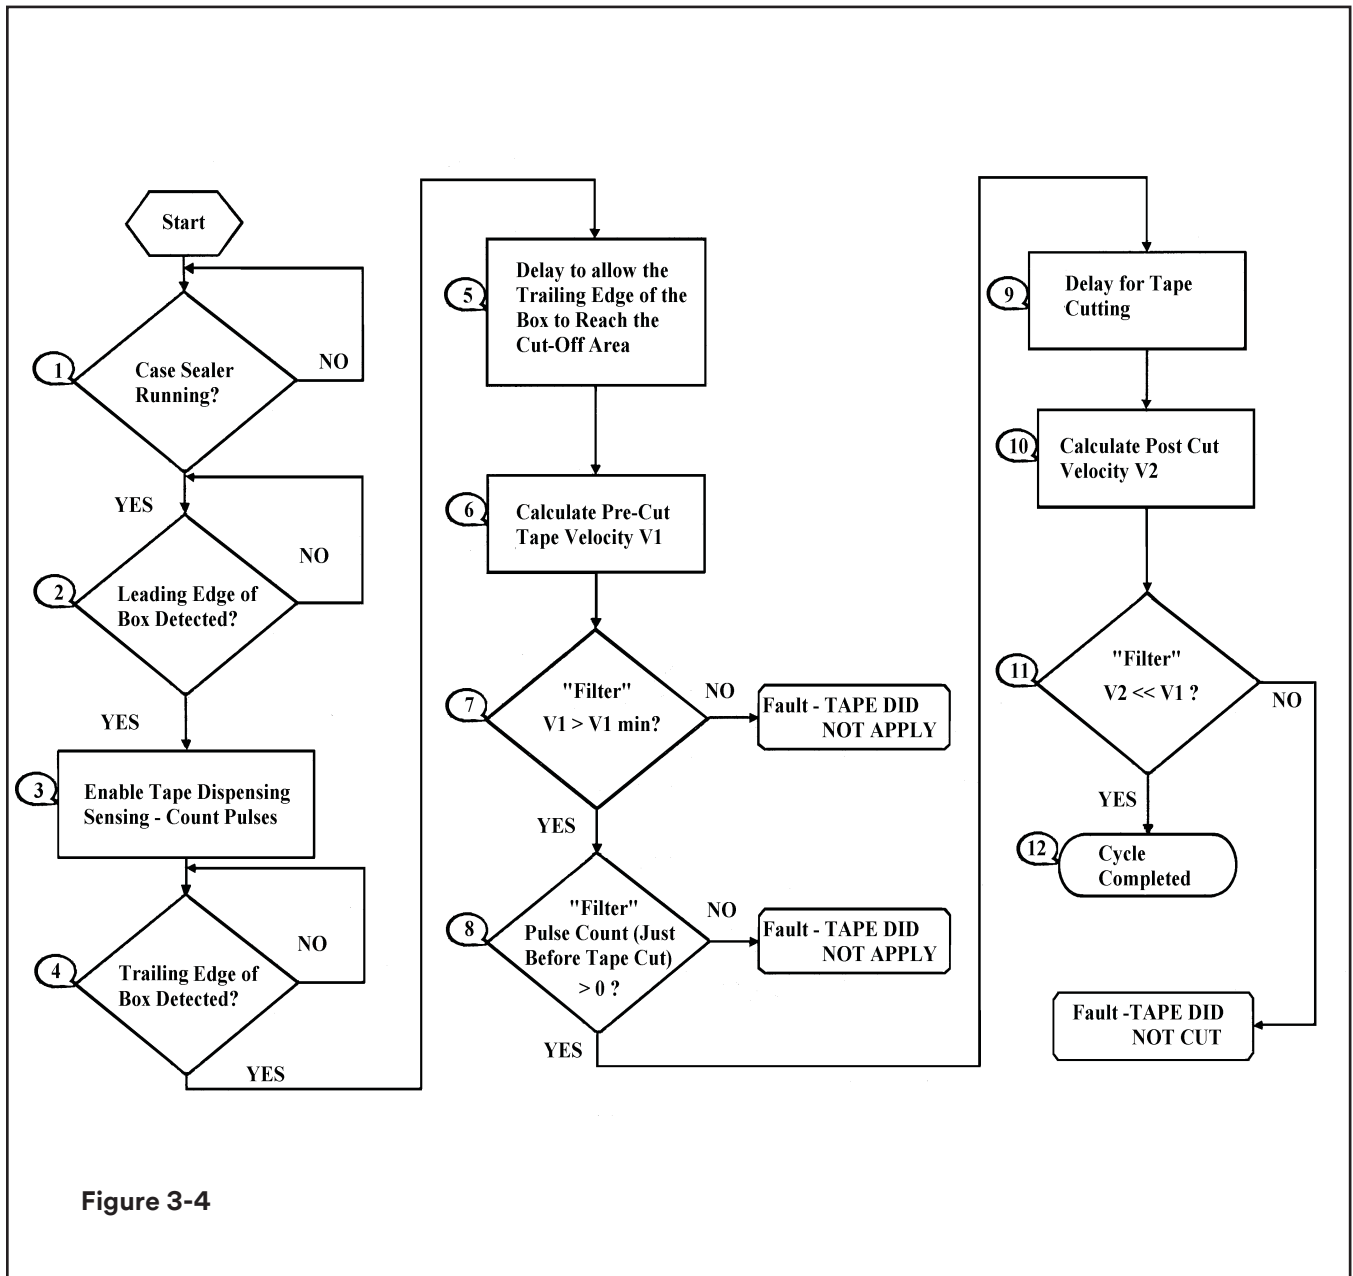 Start
1
Case Sealer
Running?
NO
YES
2
Leading Edge of
Box Detected?
NO
YES
3
Enable Tape Dispensing
Sensing - Count Pulses
4
Trailing Edge of
Box Detected?
NO
YES
5
Delay to allow the
Trailing Edge of the
Box to Reach the
Cut-Off Area
6
Calculate Pre-Cut
Tape Velocity V1
7
"Filter"
V1 > V1 min?
NO
Fault - TAPE DID
NOT APPLY
YES
8
"Filter"
Pulse Count (Just
Before Tape Cut)
> 0 ?
NO
Fault - TAPE DID
NOT APPLY
YES
9
Delay for Tape
Cutting
10
Calculate Post Cut
Velocity V2
11
"Filter"
V2 << V1 ?
NO
YES
12
Cycle
Completed
Fault -TAPE DID
NOT CUT
Figure 3-4